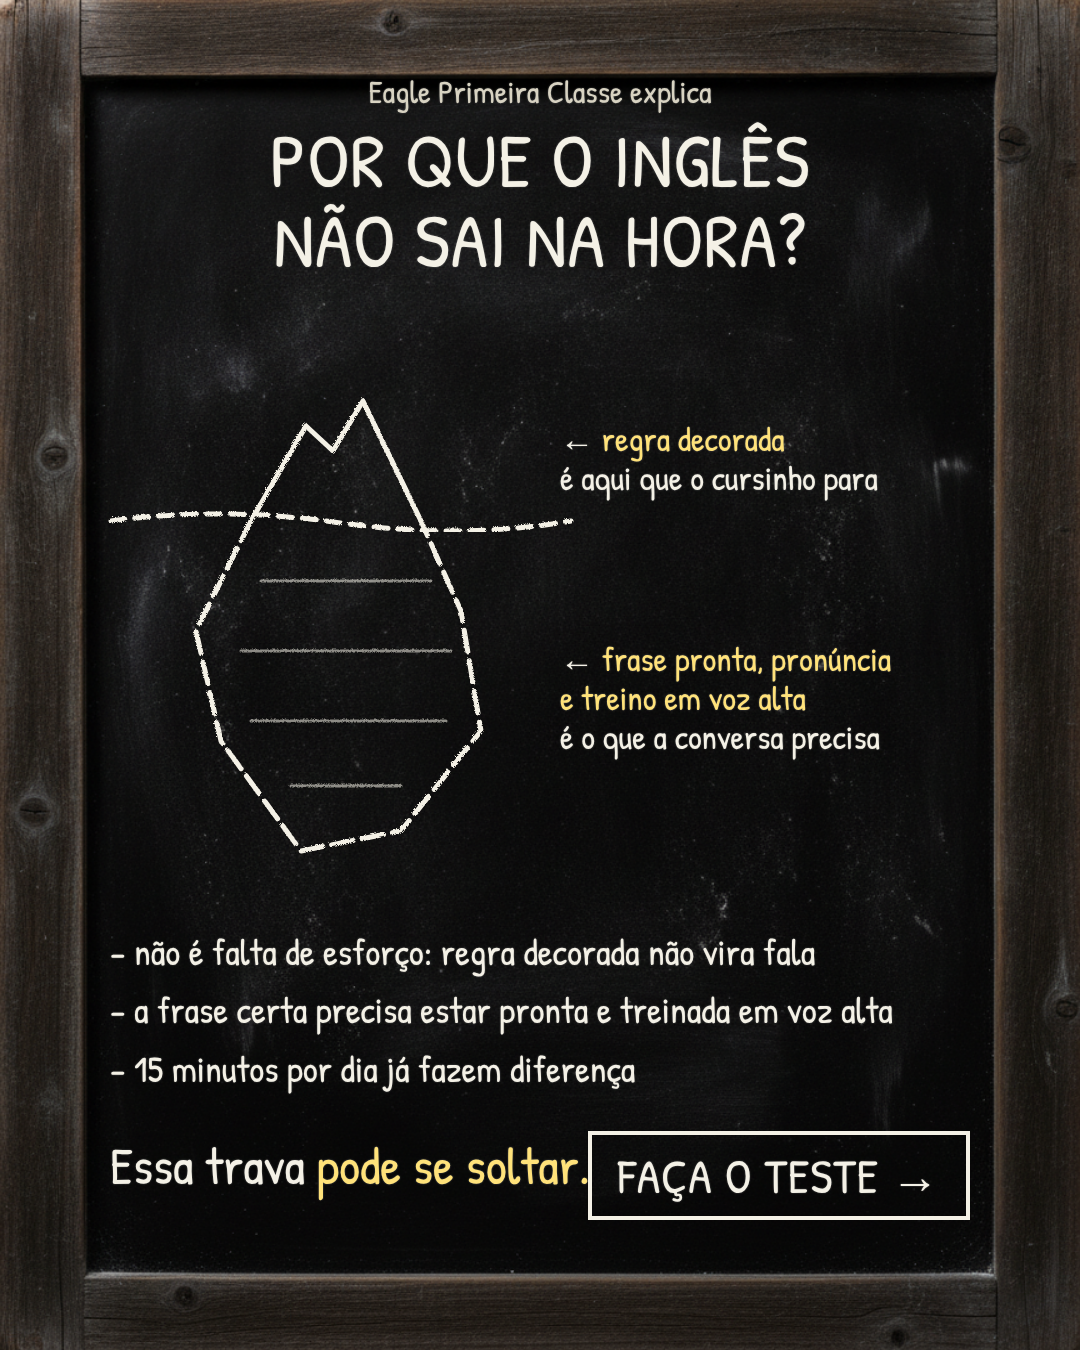 Eagle Primeira Classe explica
POR QUE O INGLÊS
NÃO SAI NA HORA?
← regra decorada
é aqui que o cursinho para
← frase pronta, pronúncia
e treino em voz alta
é o que a conversa precisa
- não é falta de esforço: regra decorada não vira fala
- a frase certa precisa estar pronta e treinada em voz alta
- 15 minutos por dia já fazem diferença
Essa trava pode se soltar.
FAÇA O TESTE →